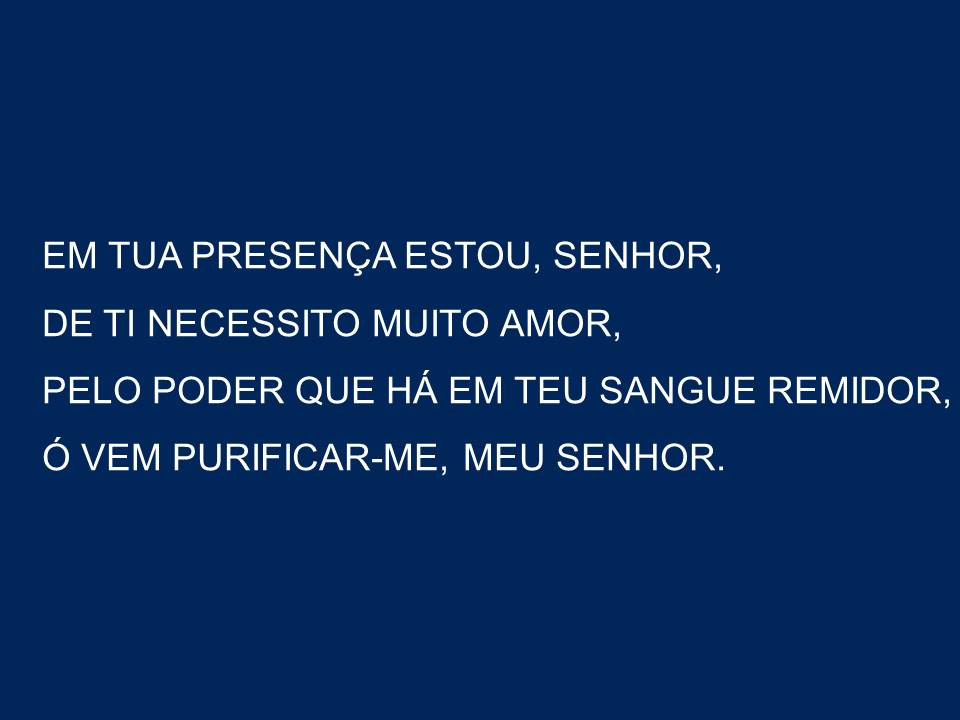 EM TUA PRESENÇA ESTOU, SENHOR,
DE TI NECESSITO MUITO AMOR,
PELO PODER QUE HÁ EM TEU SANGUE REMIDOR,
Ó VEM PURIFICAR-ME, MEU SENHOR.